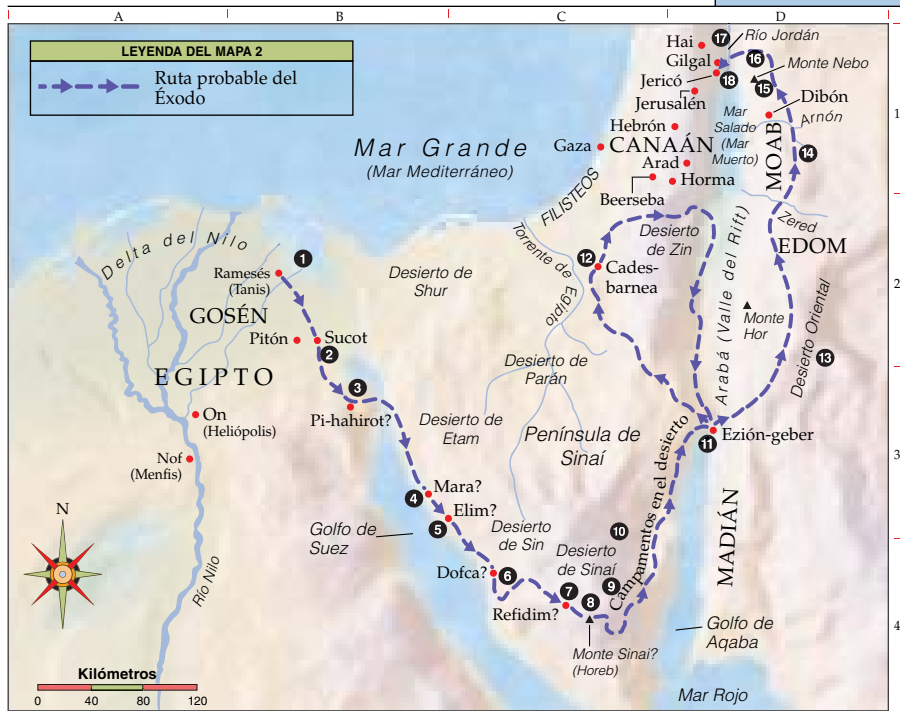 A
B
C
D
LEYENDA DEL MAPA 2
Ruta probable del
Éxodo
Hai
Gilgal
Jericó
Jerusalén
17
Río Jordán
16
Monte Nebo
18
15
Dibón
1
Mar Grande
(Mar Mediterráneo)
Gaza
Hebrón
CANAÁN
Arad
Horma
Beerseba
Mar
Salado (Mar
Muerto)
MOAB
Arnón
14
FILISTEOS
Torrente de
Egipto
Desierto
de Zin
Zered
EDOM
Delta del Nilo
1
Ramesés
(Tanis)
Desierto de
Shur
12
Cades-
barnea
2
GOSÉN
Pitón
Sucot
2
EGIPTO
Monte
Hor
Arabá (Valle del Rift)
Desierto Oriental
13
Desierto de
Parán
3
Pi-hahirot?
On
(Heliópolis)
Nof
(Menfis)
Desierto de
Etam
Península de
Sinaí
11
Ezión-geber
3
Campamentos en el desierto
MADIÁN
4
Mara?
Elim?
5
Golfo de
Suez
Desierto
de Sin
10
Desierto
de Sinaí
N
Río Nilo
Dofca?
6
7
8
9
Refidim?
Monte Sinai?
(Horeb)
Golfo de
Aqaba
4
Mar Rojo
Kilómetros
0 40 80 120